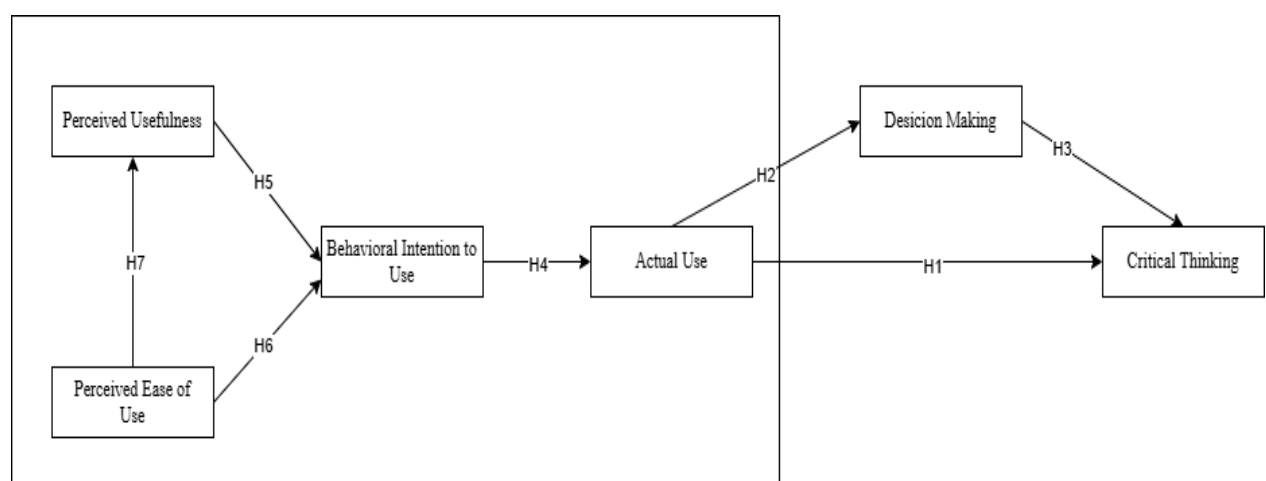 Perceived Usefulness
Desicion Making
H2
H3
H5
H7
Behavioral Intention to
Use
H4
Actual Use
H1
Critical Thinking
H6
Perceived Ease of
Use